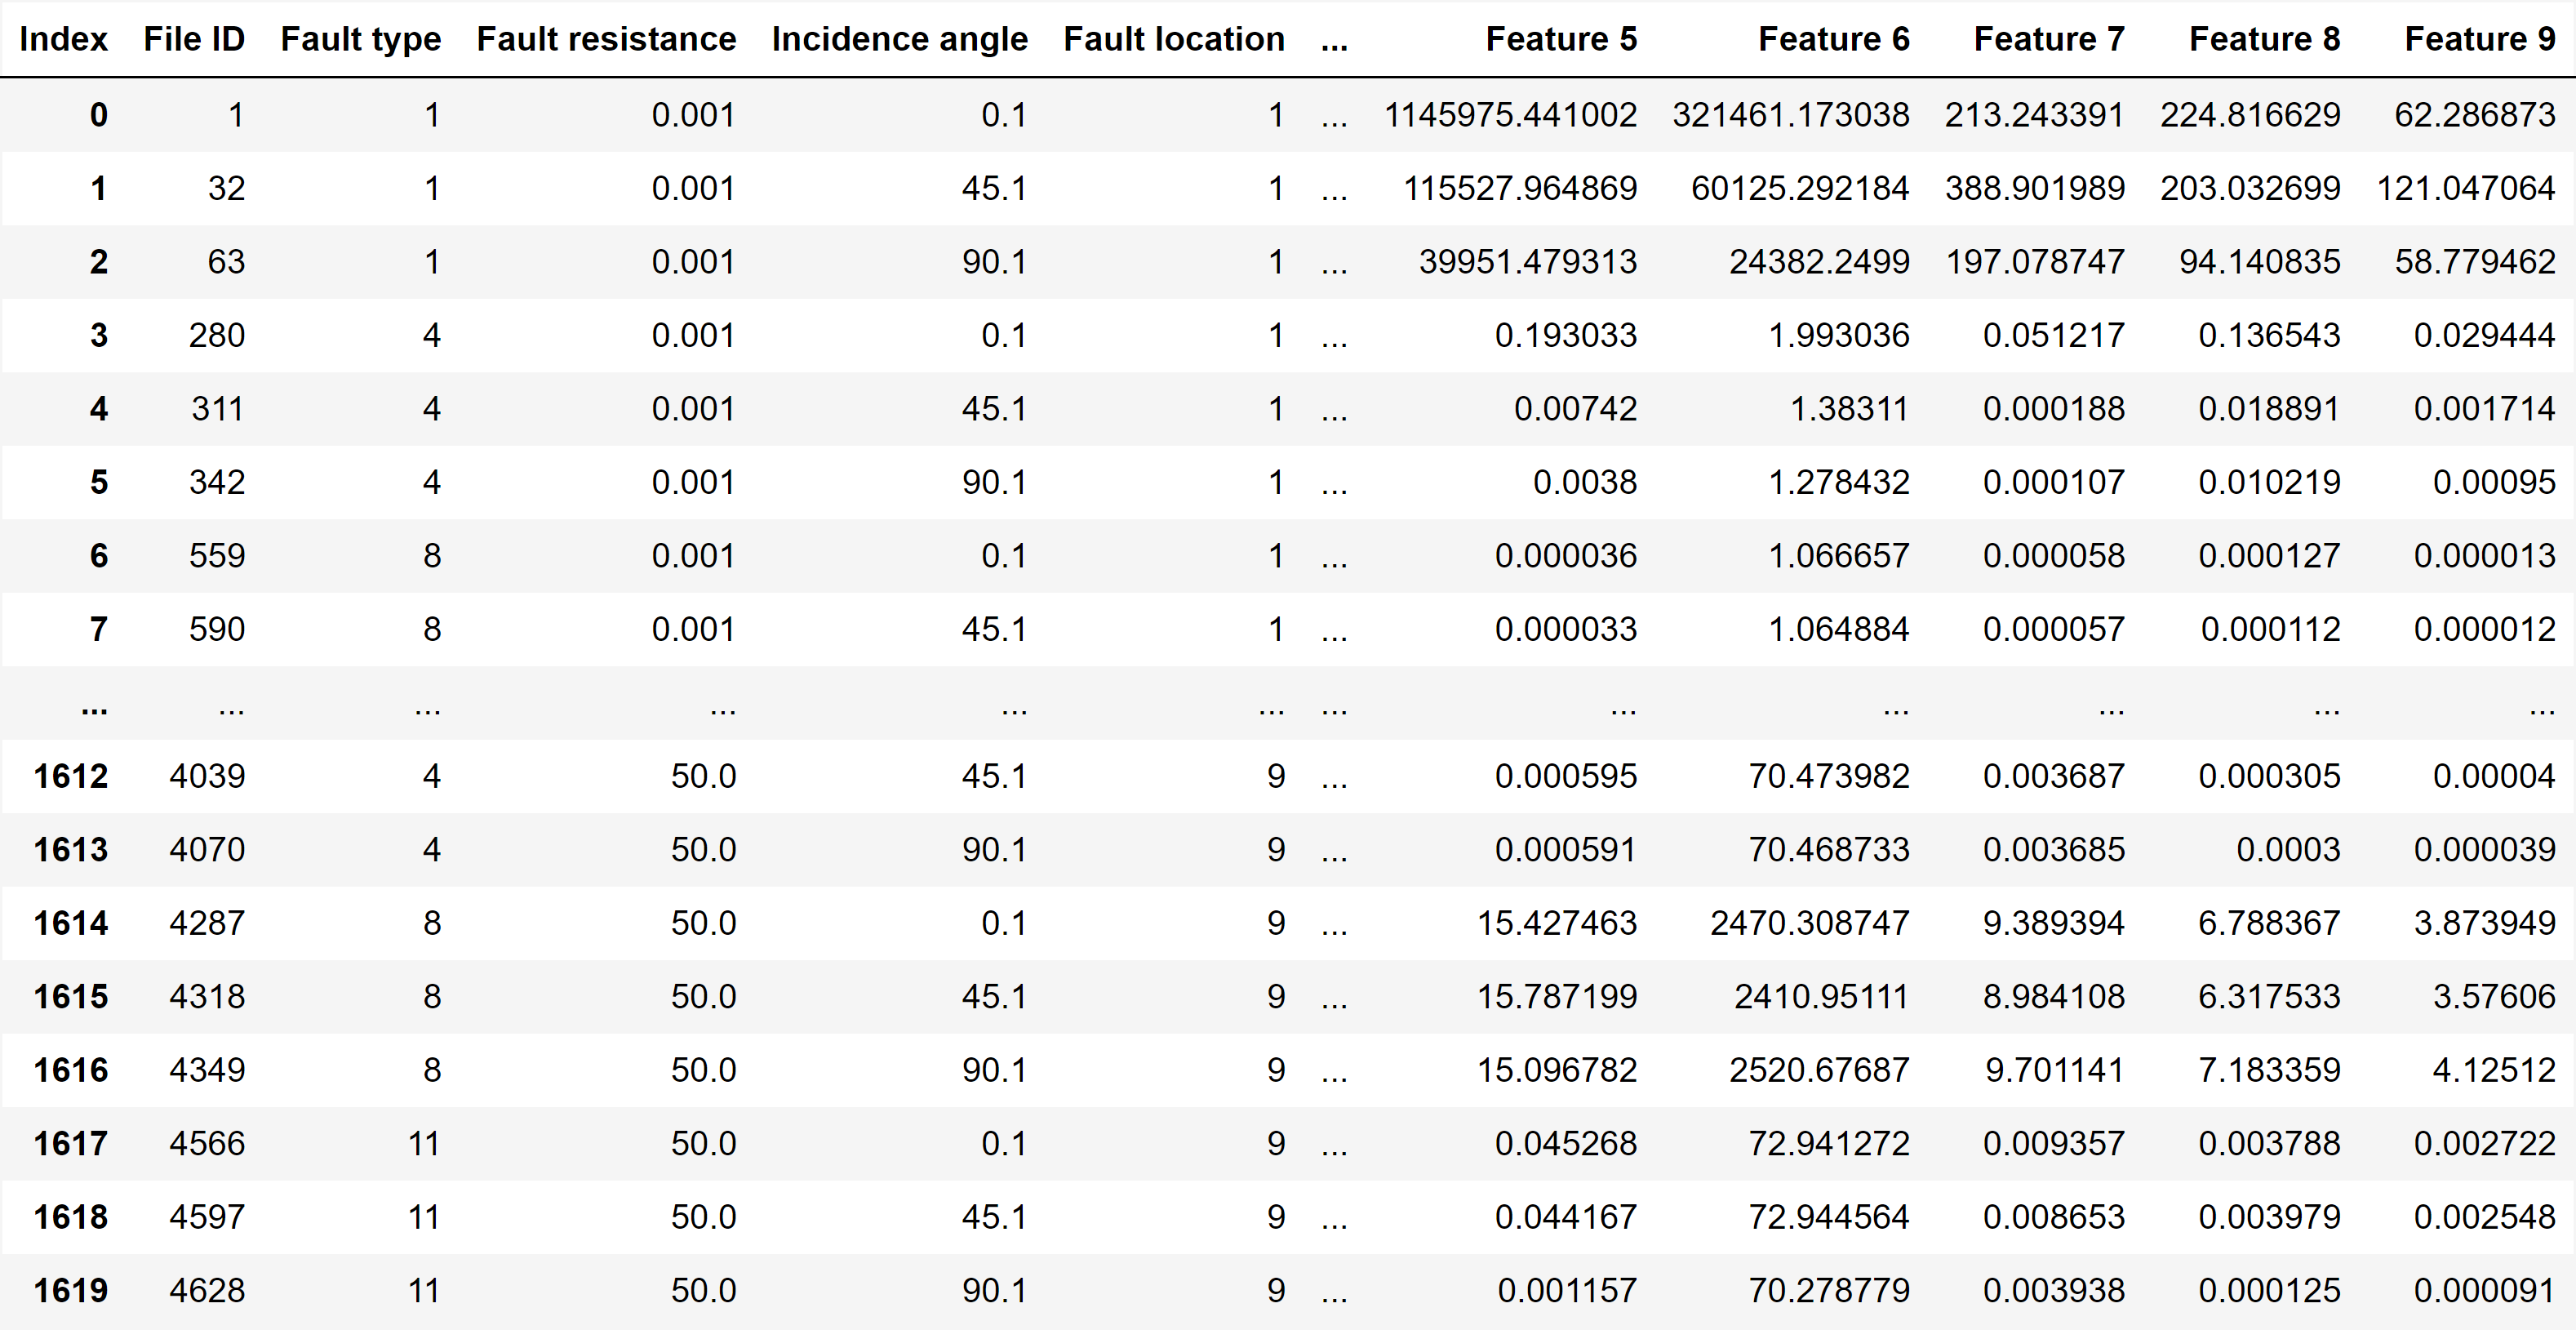 Index File ID Fault type Fault resistance Incidence angle Fault location ... Feature 5 Feature 6 Feature 7 Feature 8 Feature 9
0 1 1 0.001 0.1 1 ... 1145975.441002 321461.173038 213.243391 224.816629 62.286873
1 32 1 0.001 45.1 1 ... 115527.964869 60125.292184 388.901989 203.032699 121.047064
2 63 1 0.001 90.1 1 ... 39951.479313 24382.2499 197.078747 94.140835 58.779462
3 280 4 0.001 0.1 1 ... 0.193033 1.993036 0.051217 0.136543 0.029444
4 311 4 0.001 45.1 1 ... 0.00742 1.38311 0.000188 0.018891 0.001714
5 342 4 0.001 90.1 1 ... 0.0038 1.278432 0.000107 0.010219 0.00095
6 559 8 0.001 0.1 1 ... 0.000036 1.066657 0.000058 0.000127 0.000013
7 590 8 0.001 45.1 1 ... 0.000033 1.064884 0.000057 0.000112 0.000012
... ... ... ... ... ... ... ... ... ... ... ...
1612 4039 4 50.0 45.1 9 ... 0.000595 70.473982 0.003687 0.000305 0.00004
1613 4070 4 50.0 90.1 9 ... 0.000591 70.468733 0.003685 0.0003 0.000039
1614 4287 8 50.0 0.1 9 ... 15.427463 2470.308747 9.389394 6.788367 3.873949
1615 4318 8 50.0 45.1 9 ... 15.787199 2410.95111 8.984108 6.317533 3.57606
1616 4349 8 50.0 90.1 9 ... 15.096782 2520.67687 9.701141 7.183359 4.12512
1617 4566 11 50.0 0.1 9 ... 0.045268 72.941272 0.009357 0.003788 0.002722
1618 4597 11 50.0 45.1 9 ... 0.044167 72.944564 0.008653 0.003979 0.002548
1619 4628 11 50.0 90.1 9 ... 0.001157 70.278779 0.003938 0.000125 0.000091